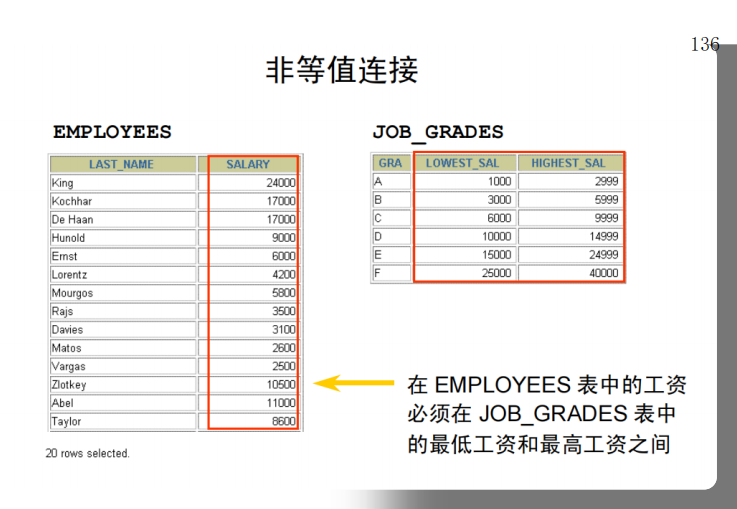 136
非等值连接
EMPLOYEES
LAST_NAME SALARY
King 24000
Kochhar 17000
De Haan 17000
Hunold 9000
Ernst 6000
Lorentz 4200
Mourgos 5800
Rajs 3500
Davies 3100
Matos 2600
Vargas 2500
Zlotkey 10500
Abel 11000
Taylor 8600
20 rows selected.
JOB_GRADES
GRA LOWEST_SAL HIGHEST_SAL
A 1000 2999
B 3000 5999
C 6000 9999
D 10000 14999
E 15000 24999
F 25000 40000
在 EMPLOYEES 表中的工资
必须在 JOB_GRADES 表中
的最低工资和最高工资之间